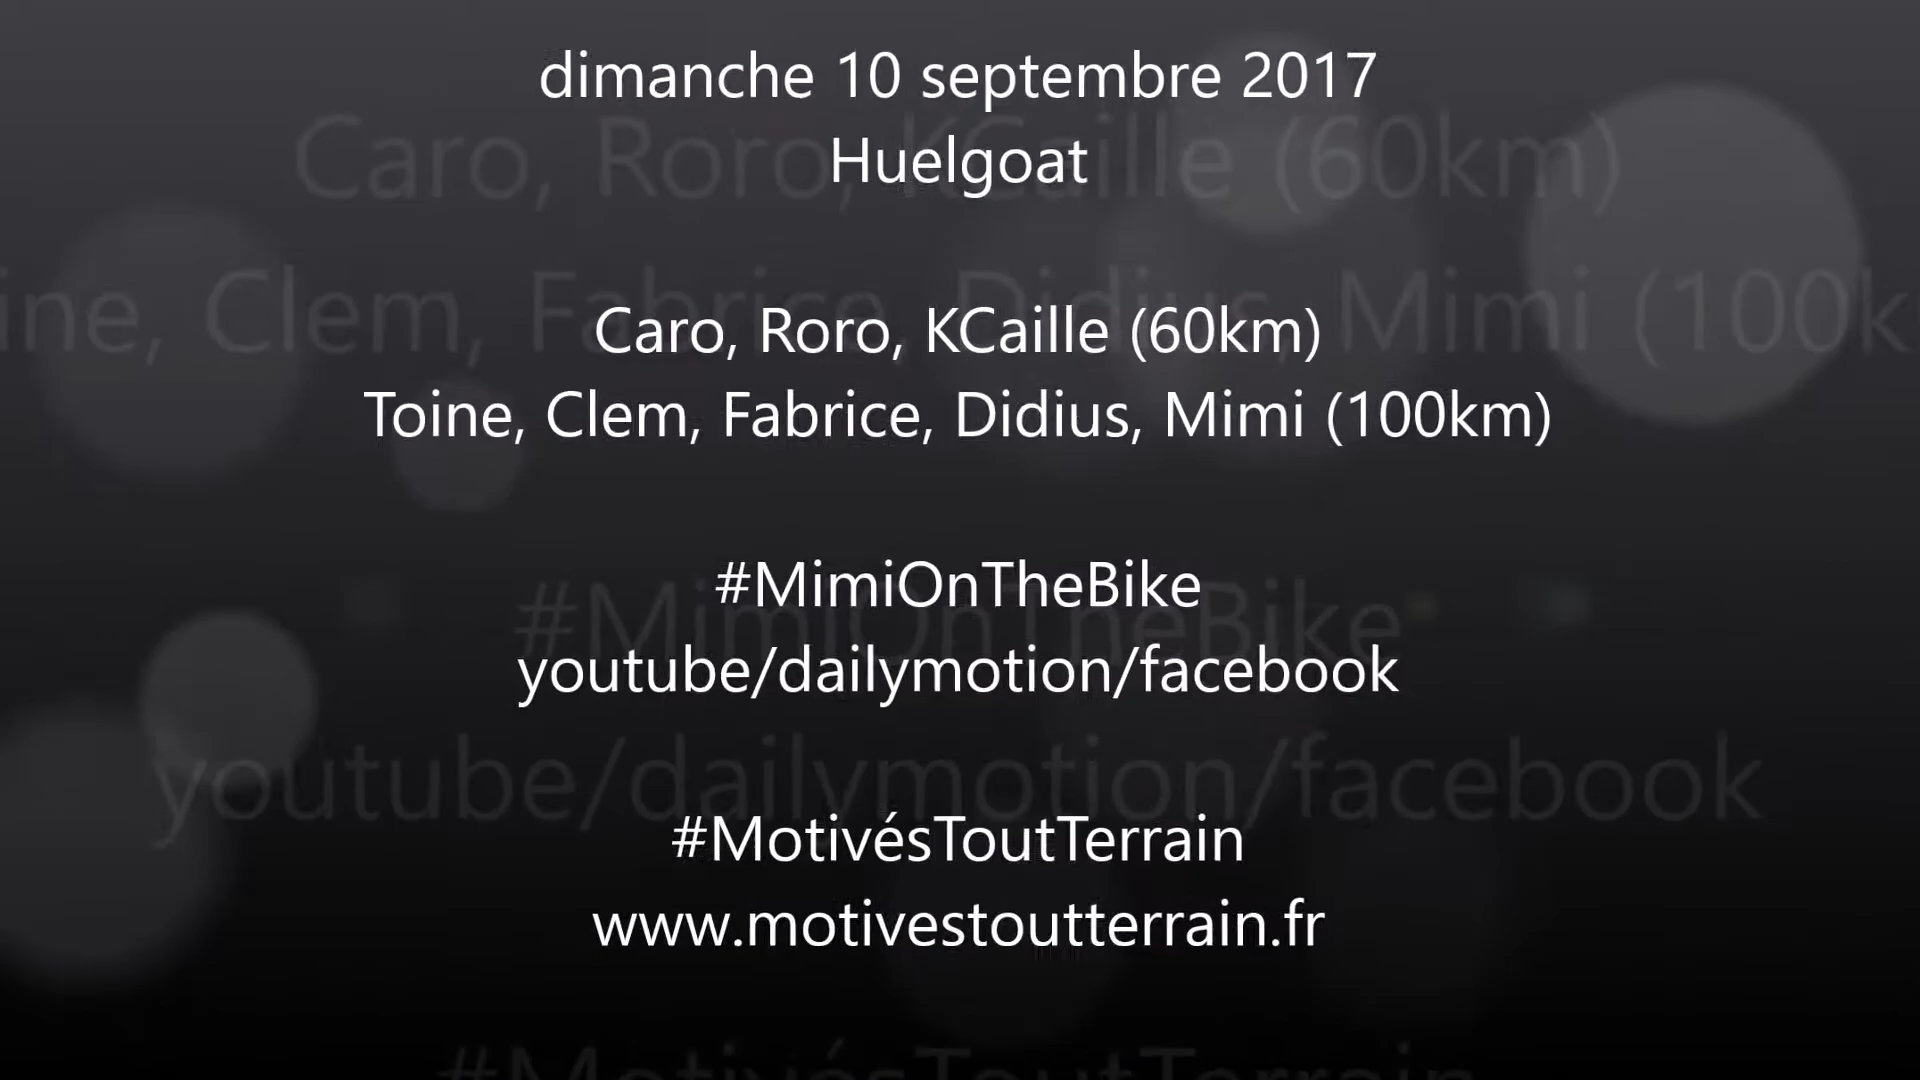 dimanche 10 septembre 2017
Huelgoat
Caro, Roro, KCaille (60km)
Toine, Clem, Fabrice, Didius, Mimi (100km)
#MimiOnTheBike
youtube/dailymotion/facebook
#MotivésToutTerrain
www.motivestoutterrain.fr